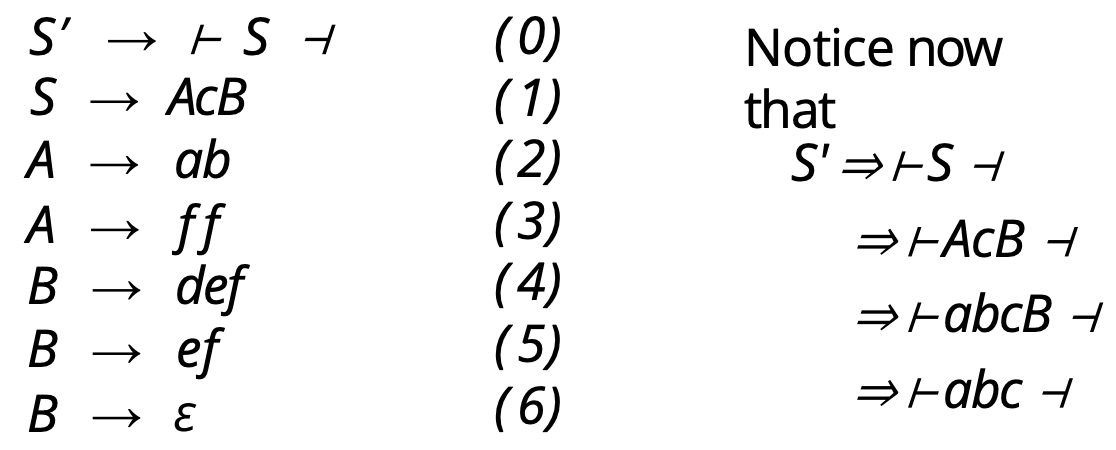 S′ → ⊢ S ⊣ (0)
S → AcB (1)
A → ab (2)
A → ff (3)
B → def (4)
B → ef (5)
B → ε (6)
Notice now
that
S' ⇒ ⊢S ⊣
⇒ ⊢AcB ⊣
⇒ ⊢abcB ⊣
⇒ ⊢abc ⊣